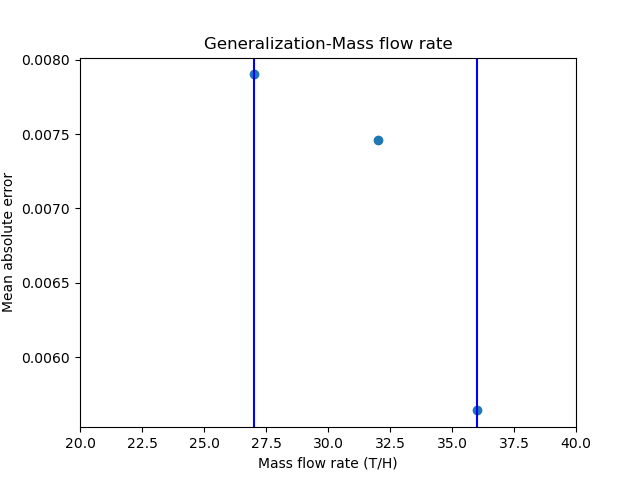 Generalization-Mass flow rate
0.0080
0.0075
0.0070
0.0065
0.0060
Mean absolute error
20.0 22.5 25.0 27.5 30.0 32.5 35.0 37.5 40.0
Mass flow rate (T/H)